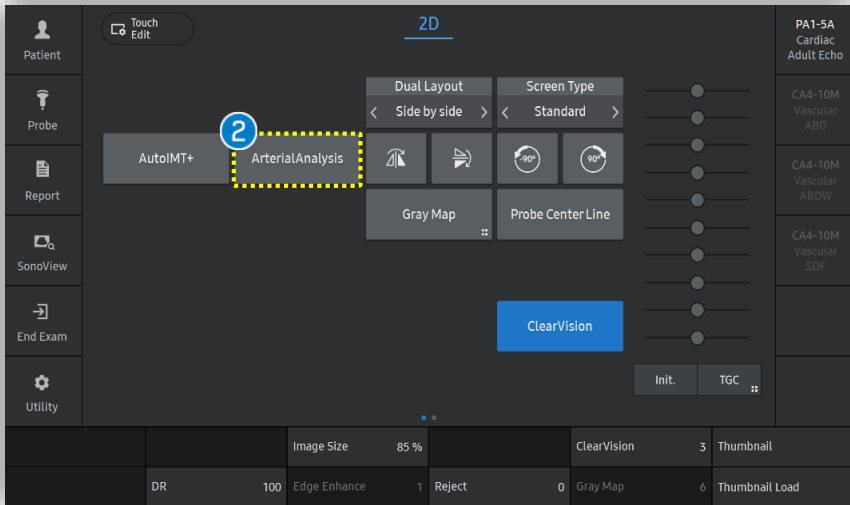 Touch
Edit
2D
PA1-5A
Cardiac
Adult Echo
Patient
Probe
Report
SonoView
End Exam
Utility
Dual Layout
< Side by side >
Screen Type
< Standard >
2
AutoIMT+
ArterialAnalysis
-90°
90°
Gray Map
Probe Center Line
ClearVision
Init.
TGC
CA4-10M
Vascular
ABD
CA4-10M
Vascular
ABDW
CA4-10M
Vascular
SDF
Image Size 85 %
ClearVision 3
Thumbnail
DR 100
Edge Enhance 1
Reject 0
Gray Map 6
Thumbnail Load